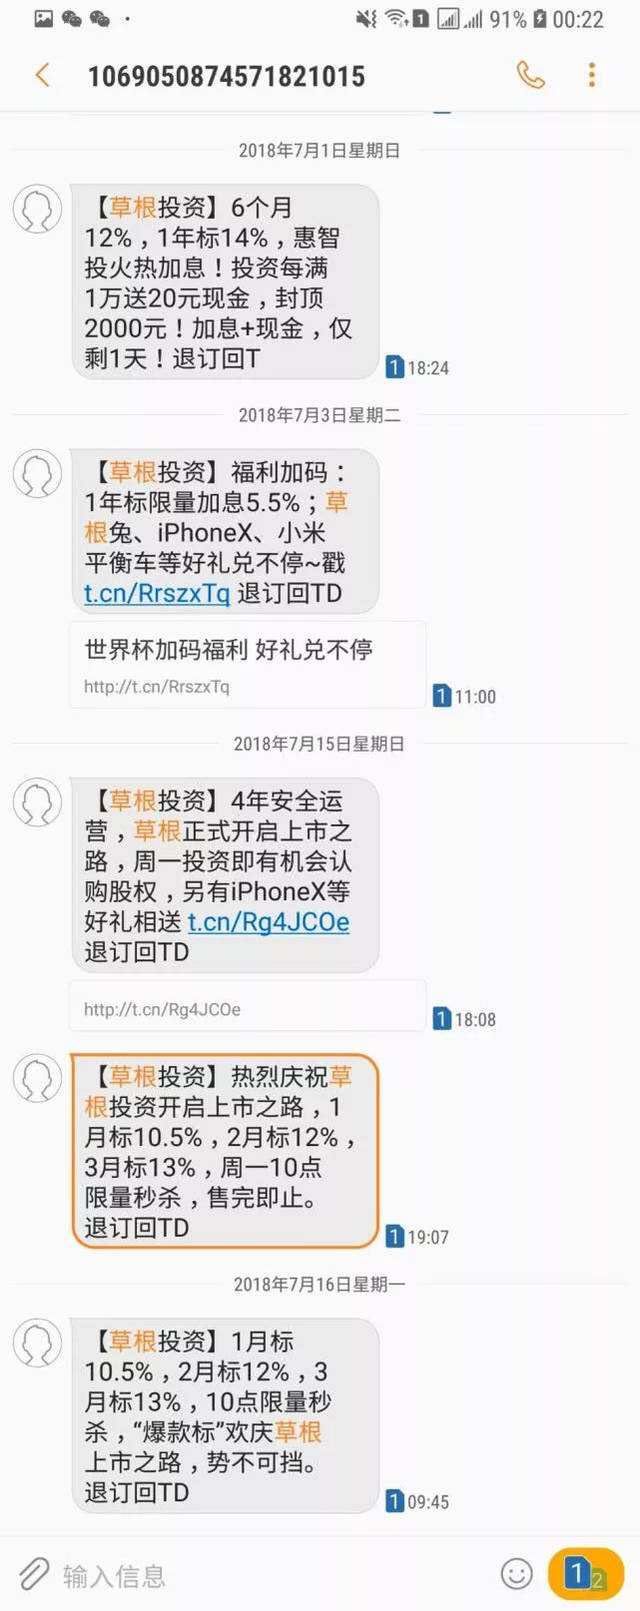 1 91% 00:22
1069050874571821015
2018年7月1日星期日
【草根投资】6个月
12%，1年标14%，惠智
投火热加息！投资每满
1万送20元现金，封顶
2000元！加息+现金，仅
剩1天！退订回T
1 18:24
2018年7月3日星期二
【草根投资】福利加码：
1年标限量加息5.5%；草
根兔、iPhoneX、小米
平衡车等好礼兑不停~戳
t.cn/RrszxTq 退订回TD
世界杯加码福利 好礼兑不停
http://t.cn/RrszxTq
1 11:00
2018年7月15日星期日
【草根投资】4年安全运
营，草根正式开启上市之
路，周一投资即有机会认
购股权，另有iPhoneX等
好礼相送 t.cn/Rg4JCOe
退订回TD
http://t.cn/Rg4JCOe
1 18:08
【草根投资】热烈庆祝草
根投资开启上市之路，1
月标10.5%，2月标12%，
3月标13%，周一10点
限量秒杀，售完即止。
退订回TD
1 19:07
2018年7月16日星期一
【草根投资】1月标
10.5%，2月标12%，3
月标13%，10点限量秒
杀，“爆款标”欢庆草根
上市之路，势不可挡。
退订回TD
1 09:45
输入信息
1 2